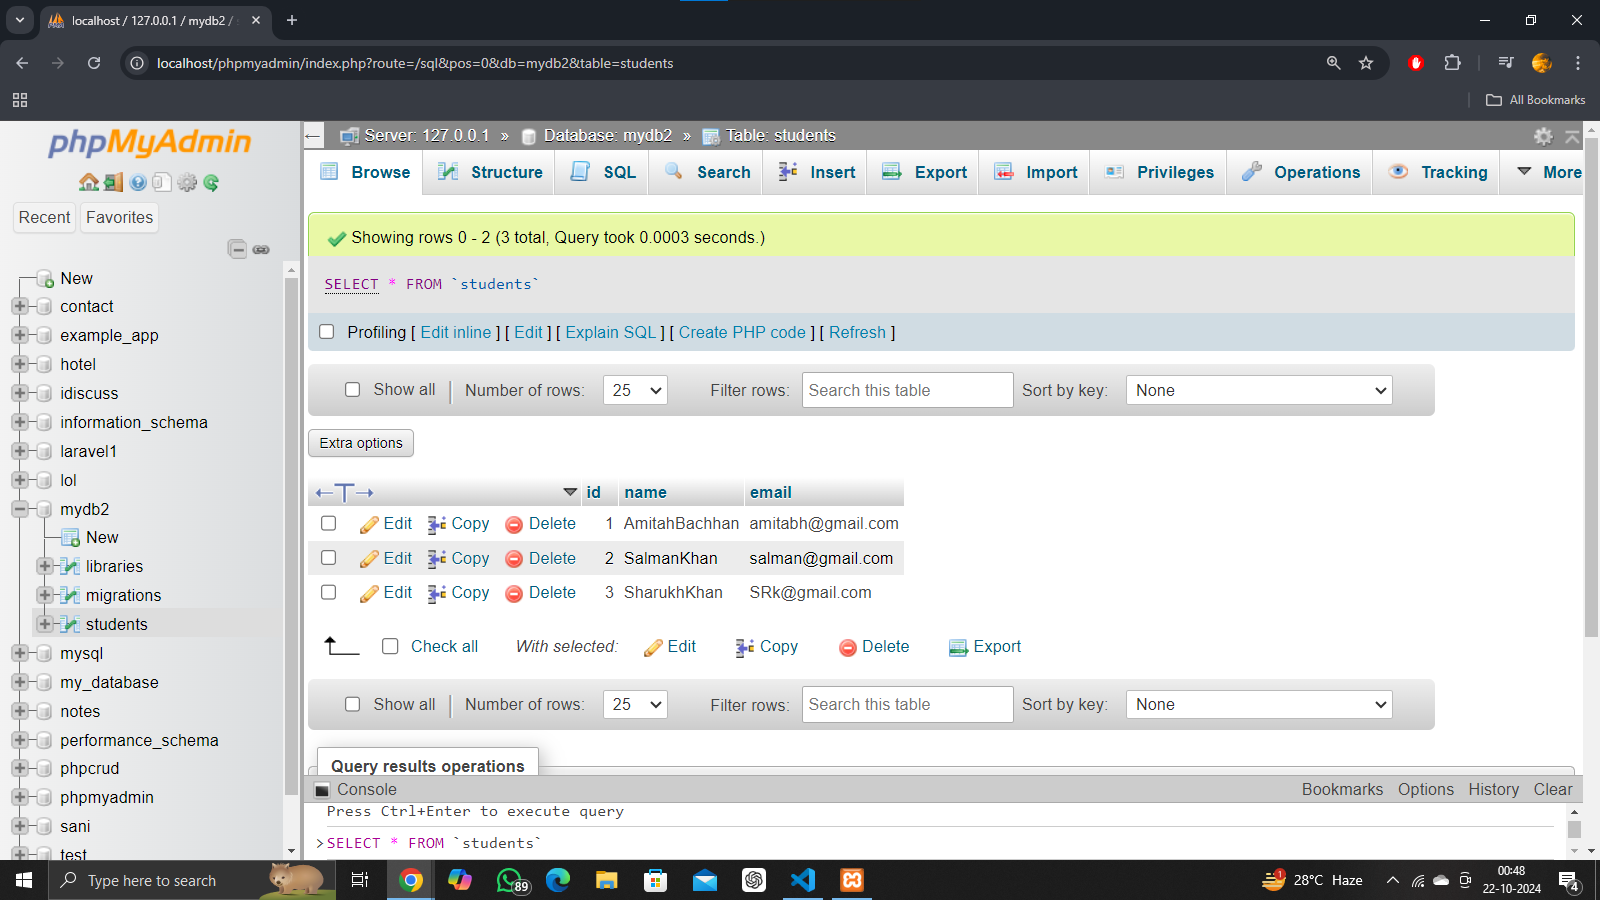 localhost / 127.0.0.1 / mydb2 /
localhost/phpmyadmin/index.php?route=/sql&pos=0&db=mydb2&table=students
All Bookmarks
phpMyAdmin
Recent Favorites
New
contact
example_app
hotel
idiscuss
information_schema
laravel1
lol
mydb2
New
libraries
migrations
students
mysql
my_database
notes
performance_schema
phpcrud
phpmyadmin
sani
test
Server: 127.0.0.1 » Database: mydb2 » Table: students
Browse Structure SQL Search Insert Export Import Privileges Operations Tracking More
Showing rows 0 - 2 (3 total, Query took 0.0003 seconds.)
SELECT * FROM `students`
Profiling [ Edit inline ] [ Edit ] [ Explain SQL ] [ Create PHP code ] [ Refresh ]
Show all Number of rows: 25 Filter rows: Search this table Sort by key: None
Extra options
←T→ id name email
Edit Copy Delete 1 AmitahBachhan amitabh@gmail.com
Edit Copy Delete 2 SalmanKhan salman@gmail.com
Edit Copy Delete 3 SharukhKhan SRk@gmail.com
Check all With selected: Edit Copy Delete Export
Show all Number of rows: 25 Filter rows: Search this table Sort by key: None
Query results operations
Console Bookmarks Options History Clear
Press Ctrl+Enter to execute query
>SELECT * FROM `students`
Type here to search
89
1
28°C Haze
00:48
22-10-2024
4